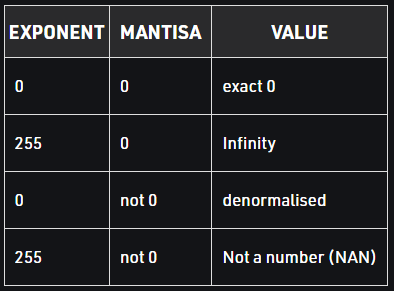 EXPONENT MANTISA VALUE
0 0 exact 0
255 0 Infinity
0 not 0 denormalised
255 not 0 Not a number (NAN)